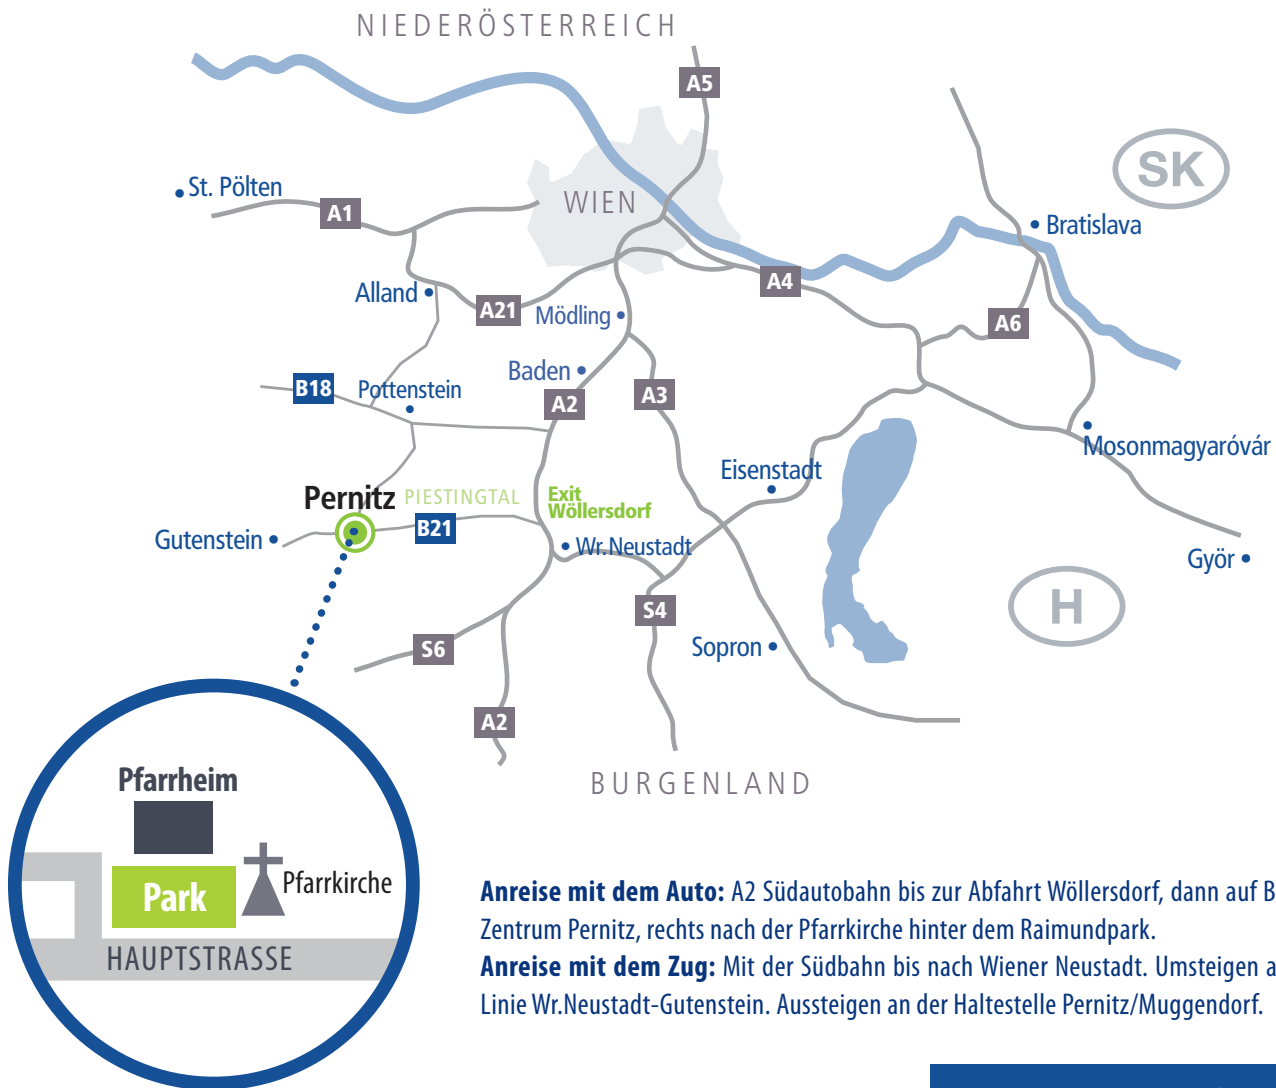 NIEDERÖSTERREICH
A5
SK
St. Pölten
A1
WIEN
Bratislava
Alland
A21
Mödling
A4
A6
Baden
B18
Pottenstein
A2
A3
Mosonmagyaróvár
Eisenstadt
Pernitz
PIESTINGTAL
Exit
Wöllersdorf
B21
Gutenstein
Wr.Neustadt
Györ
H
S4
S6
Sopron
A2
BURGENLAND
Pfarrheim
Park
Pfarrkirche
HAUPTSTRASSE
Anreise mit dem Auto: A2 Südautobahn bis zur Abfahrt Wöllersdorf, dann auf B
Zentrum Pernitz, rechts nach der Pfarrkirche hinter dem Raimundpark.
Anreise mit dem Zug: Mit der Südbahn bis nach Wiener Neustadt. Umsteigen a
Linie Wr.Neustadt-Gutenstein. Aussteigen an der Haltestelle Pernitz/Muggendorf.